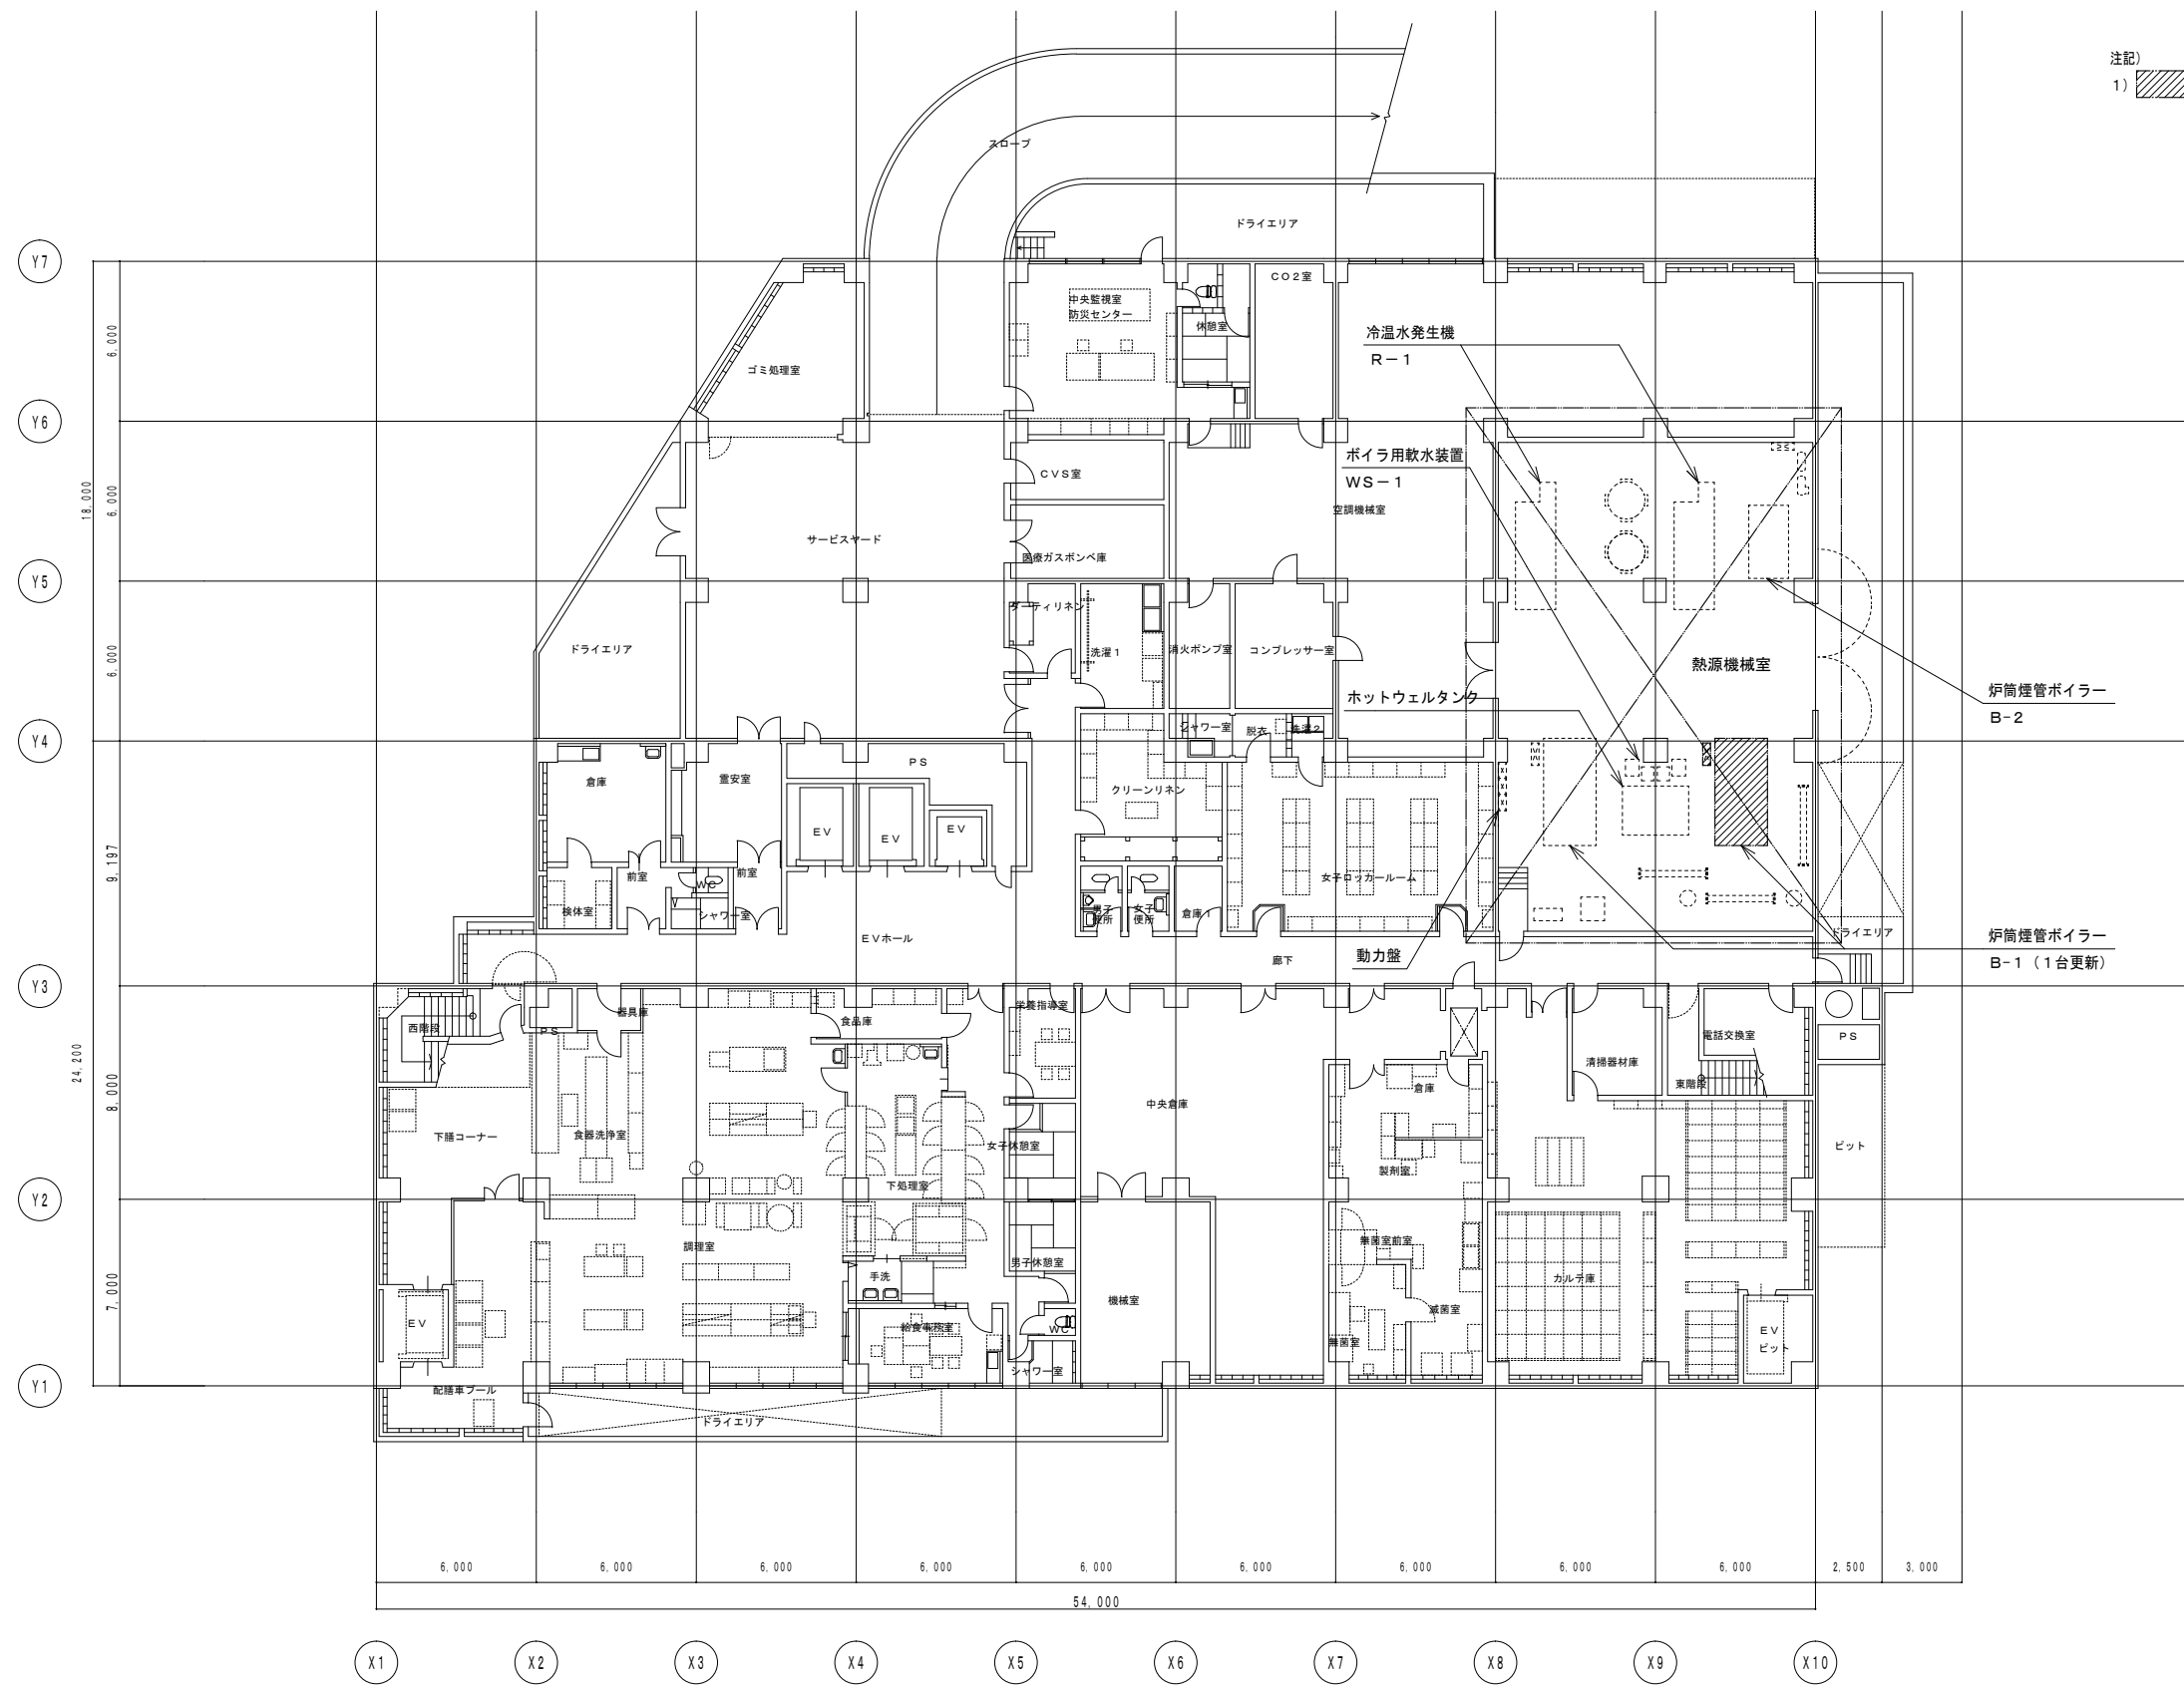 注記）
1）
スロープ
ドライエリア
Y7
CO2室
中央監視室
防災センター
休憩室
冷温水発生機
R－1
6,000
ゴミ処理室
Y6
ボイラ用軟水装置
WS－1
CVS室
18,000
6,000
空調機械室
サービスヤード
医療ガスボンベ庫
Y5
ダーティリネン
ドライエリア
洗濯1
消火ポンプ室
コンプレッサー室
6,000
熱源機械室
ホットウェルタンク
炉筒煙管ボイラー
B-2
シャワー室
脱衣
洗濯2
Y4
PS
倉庫
霊安室
クリーンリネン
EV
EV
EV
9,197
前室
WC
前室
女子ロッカールーム
検体室
シャワー室
男子
便所
女子
便所
倉庫1
EVホール
ドライエリア
廊下
動力盤
炉筒煙管ボイラー
B-1（1台更新）
Y3
西階段
PS
器具庫
食品庫
栄養指導室
電話交換室
PS
24,200
8,000
清掃器材庫
東階段
倉庫
中央倉庫
下膳コーナー
食器洗浄室
女子休憩室
ピット
製剤室
下処理室
Y2
調理室
無菌室前室
男子休憩室
手洗
カルテ庫
7,000
機械室
滅菌室
EV
給食事務室
WC
無菌室
EV
ピット
シャワー室
Y1
配膳車プール
ドライエリア
6,000
6,000
6,000
6,000
6,000
6,000
6,000
6,000
6,000
2,500
3,000
54,000
X1
X2
X3
X4
X5
X6
X7
X8
X9
X10